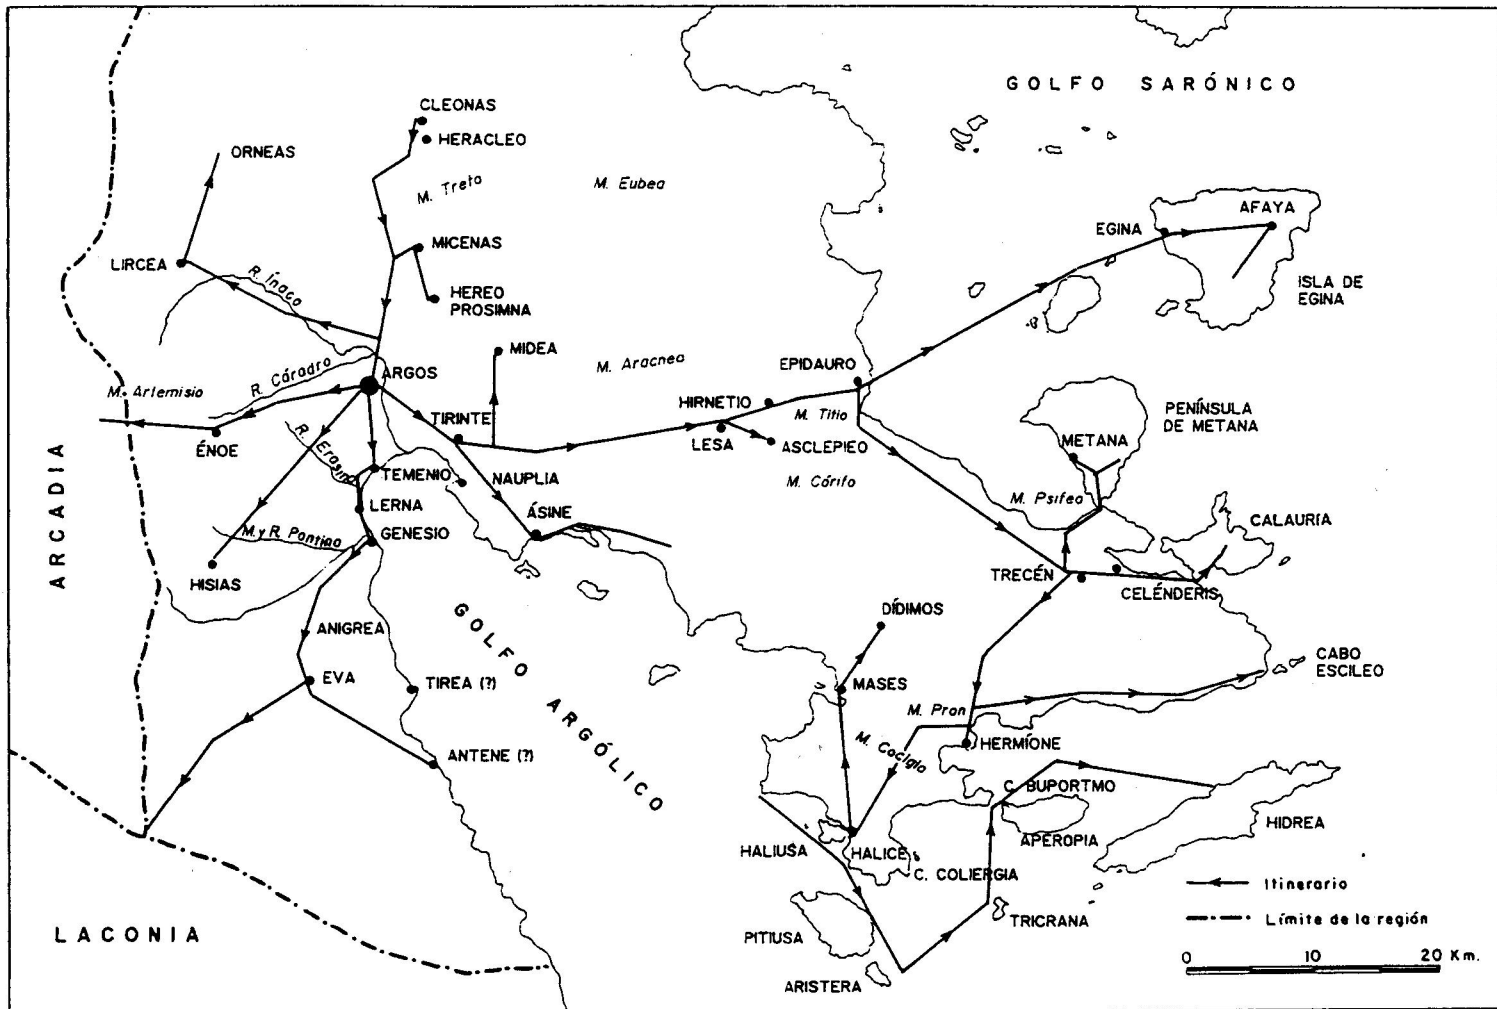 GOLFO SARÓNICO
CLEONAS
HERACLEO
ORNEAS
M. Treto
M. Eubea
AFAYA
EGINA
MICENAS
LIRCEA
R. Ínaco
HEREO
PROSIMNA
ISLA DE
EGINA
MIDEA
M. Aracnea
EPIDAURO
ARGOS
R. Cáradro
M. Artemisio
HIRNETIO
M. Titio
PENÍNSULA
DE METANA
TIRINTE
LESA
ASCLEPIEO
METANA
ÉNOE
R. Erasino
TEMENIO
NAUPLIA
M. Córifo
M. Psifeo
LERNA
ÁSINE
CALAURÍA
M. y R. Pontino
GENESIO
ARCADIA
HISIAS
TRECÉN
CELÉNDERIS
DÍDIMOS
ANIGREA
GOLFO ARGÓLICO
CABO
ESCILEO
EVA
TIREA (?)
MASES
M. Pron
HERMÍONE
M. Cocigio
ANTENE (?)
C. BUPORTMO
HIDREA
APEROPIA
HALIUSA
HALICE
C. COLIERGIA
Itinerario
TRICRANA
Límite de la región
LACONIA
PITIUSA
0 10 20 Km.
ARISTERA